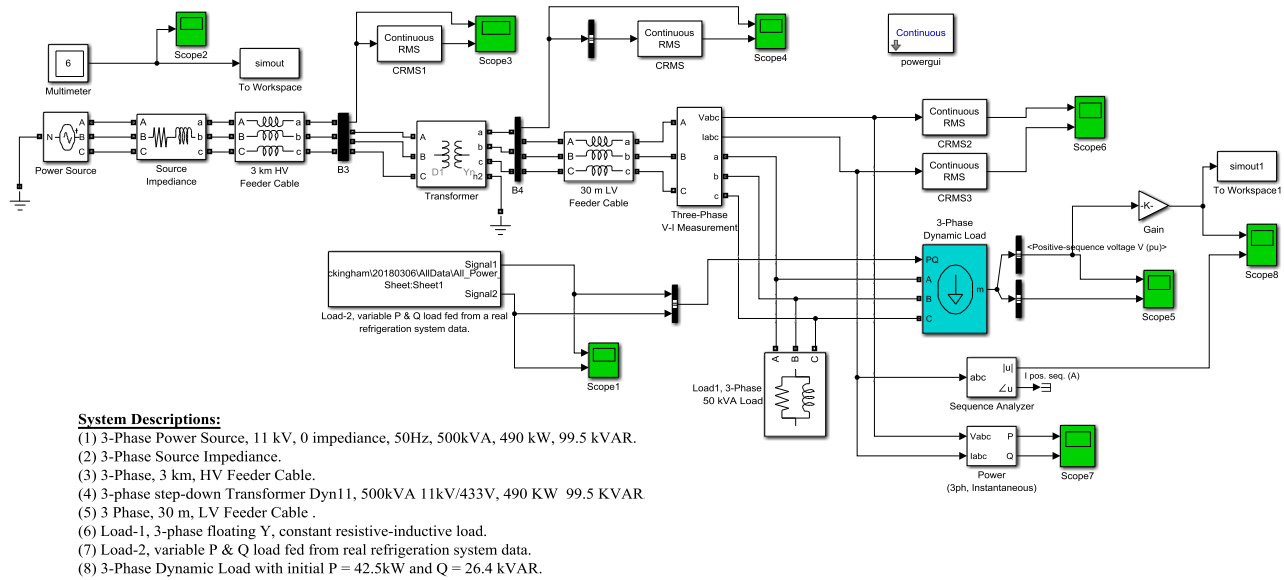 Scope2
6
Multimeter
simout
To Workspace
Continuous
RMS
CRMS1
Scope3
Continuous
RMS
CRMS
Scope4
Continuous
powergui
N
A
B
C
Power Source
A
B
C
a
b
c
Source
Impedance
A
B
C
a
b
c
3 km HV
Feeder Cable
B3
A
B
C
D1
Yn
a
b
c
n2
Transformer
B4
A
B
C
a
b
c
30 m LV
Feeder Cable
A
B
C
Vabc
Iabc
a
b
c
Three-Phase
V-I Measurement
Continuous
RMS
CRMS2
Continuous
RMS
CRMS3
Scope6
simout1
To Workspace1
-K-
Gain
Scope8
3-Phase
Dynamic Load
PQ
A
B
C
m
<Positive-sequence voltage V (pu)>
Scope5
ckingham\20180306\AllData\All_Power_
Sheet:Sheet1
Signal1
Signal2
Load-2, variable P & Q load fed from a real
refrigeration system data.
Scope1
A
B
C
Load1, 3-Phase
50 kVA Load
abc
|u|
∠u
I pos. seq. (A)
Sequence Analyzer
Vabc
Iabc
P
Q
Power
(3ph, Instantaneous)
Scope7
System Descriptions:
(1) 3-Phase Power Source, 11 kV, 0 impedance, 50Hz, 500kVA, 490 kW, 99.5 kVAR.
(2) 3-Phase Source Impedance.
(3) 3-Phase, 3 km, HV Feeder Cable.
(4) 3-phase step-down Transformer Dyn11, 500kVA 11kV/433V, 490 KW 99.5 KVAR
(5) 3 Phase, 30 m, LV Feeder Cable .
(6) Load-1, 3-phase floating Y, constant resistive-inductive load.
(7) Load-2, variable P & Q load fed from real refrigeration system data.
(8) 3-Phase Dynamic Load with initial P = 42.5kW and Q = 26.4 kVAR.